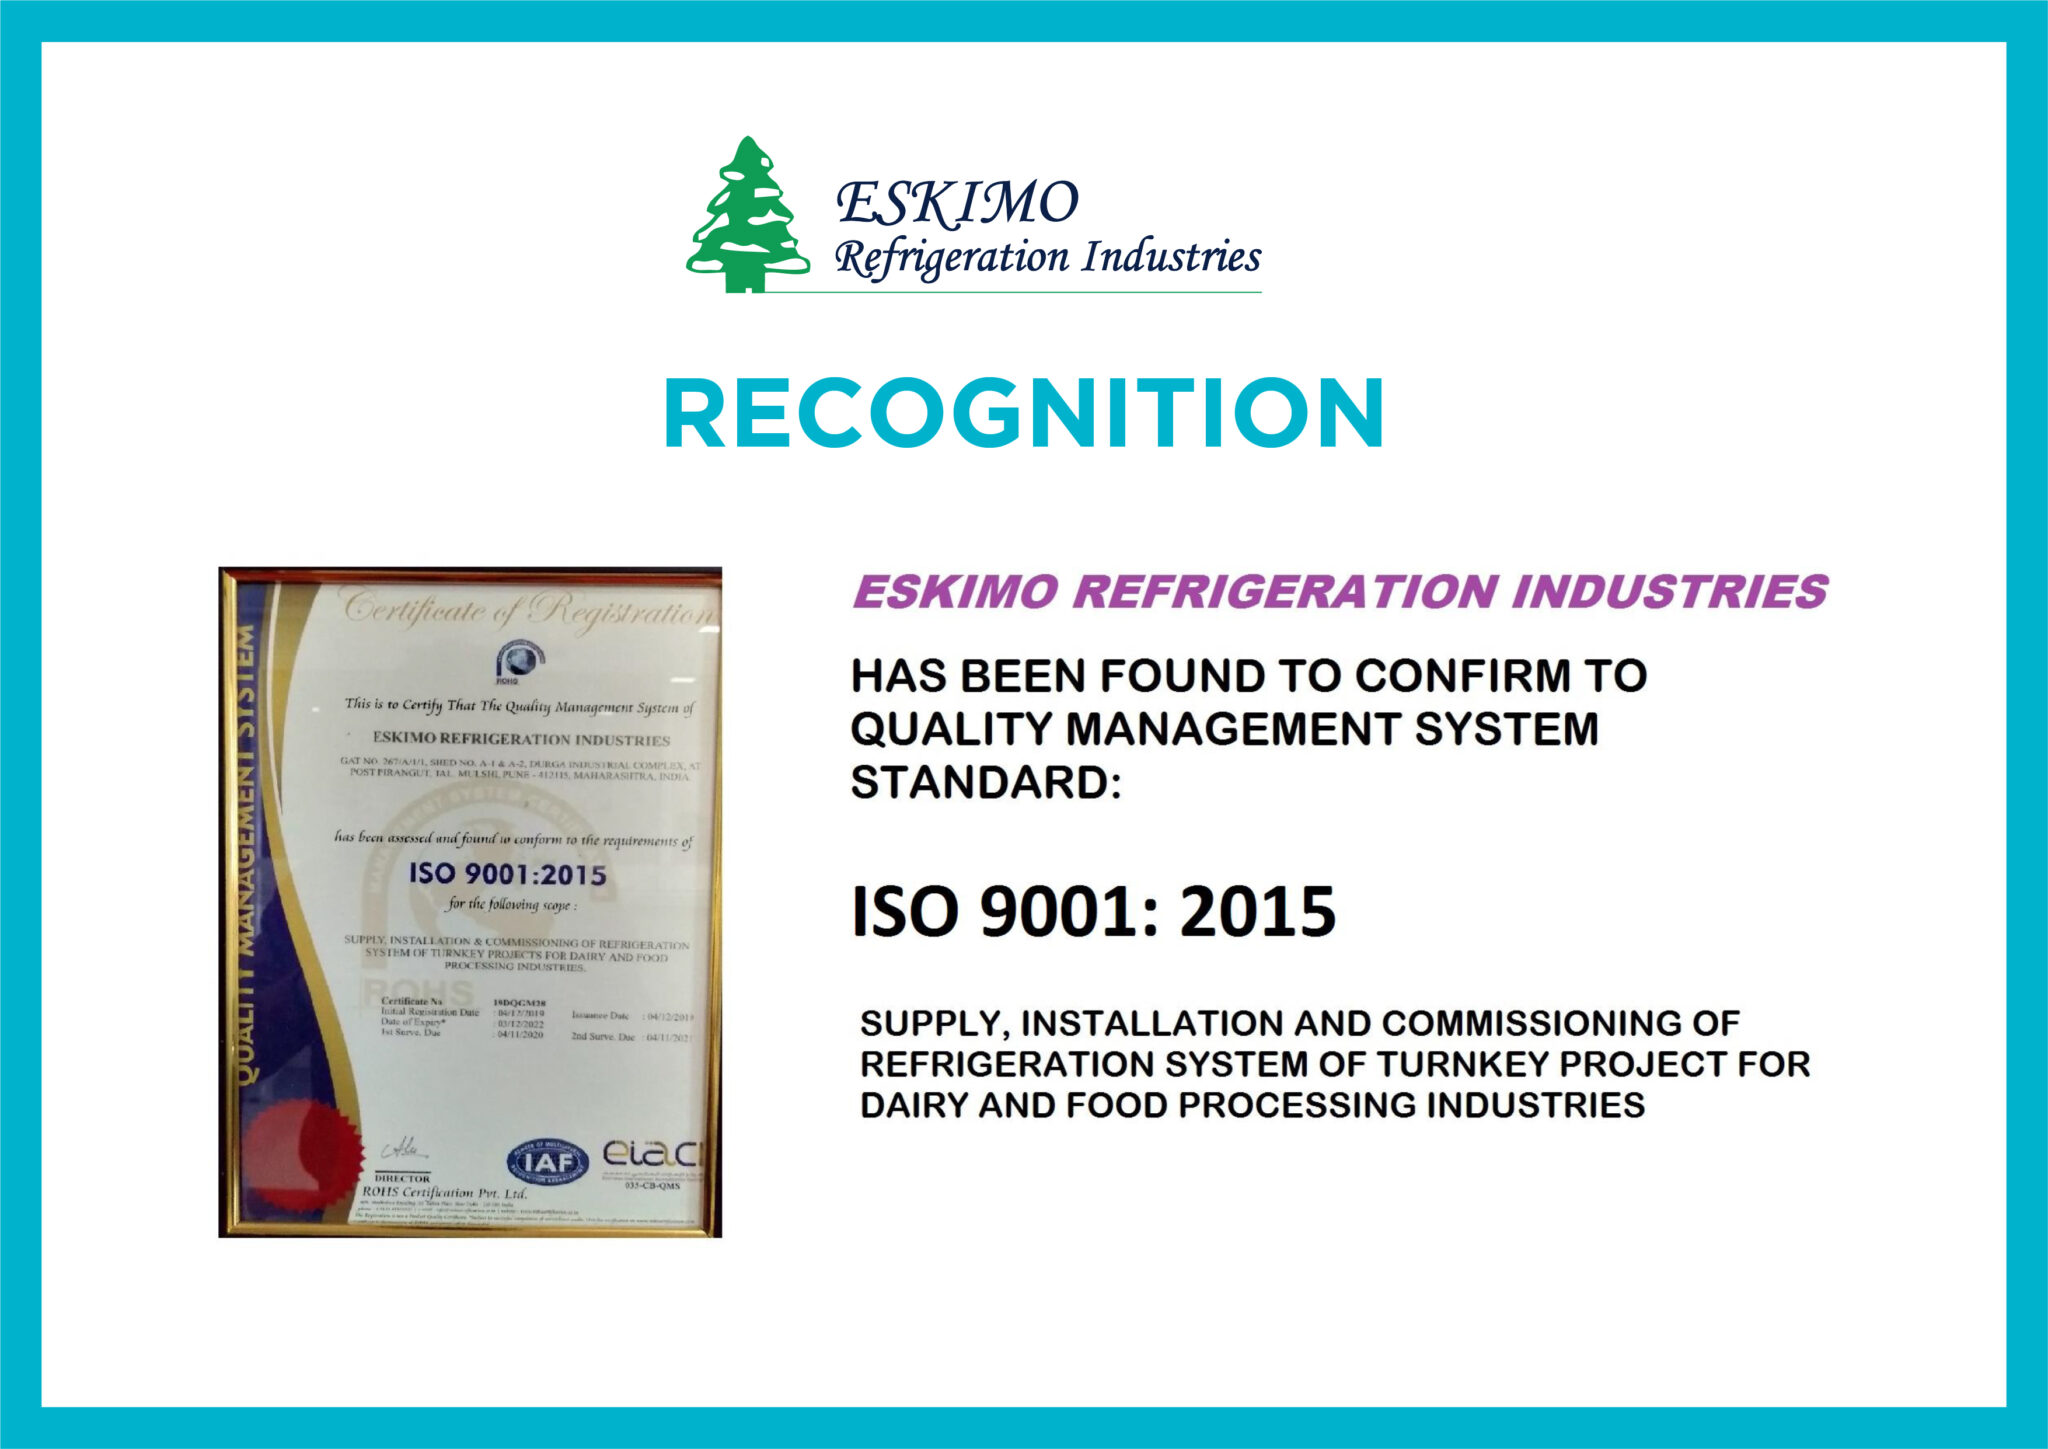 ESKIMO
Refrigeration Industries
RECOGNITION
Certificate of Registration
ROHS
QUALITY MANAGEMENT SYSTEM
This is to Certify That The Quality Management System of
ESKIMO REFRIGERATION INDUSTRIES
GAT NO. 267/A/1/1, SHED NO. A-1 & A-2, DURGA INDUSTRIAL COMPLEX, AT
POST PIRANGUT, TAL. MULSHI, PUNE - 412115, MAHARASHTRA, INDIA
has been assessed and found to conform to the requirements of
ISO 9001:2015
for the following scope :
SUPPLY, INSTALLATION & COMMISSIONING OF REFRIGERATION
SYSTEM OF TURNKEY PROJECTS FOR DAIRY AND FOOD
PROCESSING INDUSTRIES.
ROHS
Certificate No : 19DQGM28
Initial Registration Date : 04/12/2019 Issuance Date : 04/12/2019
Date of Expiry* : 03/12/2022
1st Surve. Due : 04/11/2020 2nd Surve. Due : 04/11/2021
DIRECTOR
ROHS Certification Pvt. Ltd.
IAF
eiac
035-CB-QMS
ESKIMO REFRIGERATION INDUSTRIES
HAS BEEN FOUND TO CONFIRM TO
QUALITY MANAGEMENT SYSTEM
STANDARD:
ISO 9001: 2015
SUPPLY, INSTALLATION AND COMMISSIONING OF
REFRIGERATION SYSTEM OF TURNKEY PROJECT FOR
DAIRY AND FOOD PROCESSING INDUSTRIES